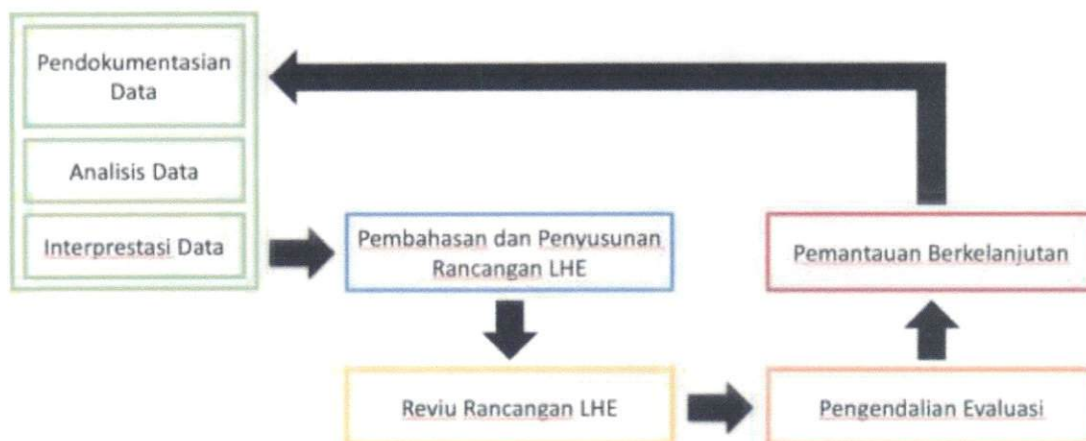 Pendokumentasian
Data
Analisis Data
Interprestasi Data
Pembahasan dan Penyusunan
Rancangan LHE
Pemantauan Berkelanjutan
Reviu Rancangan LHE
Pengendalian Evaluasi